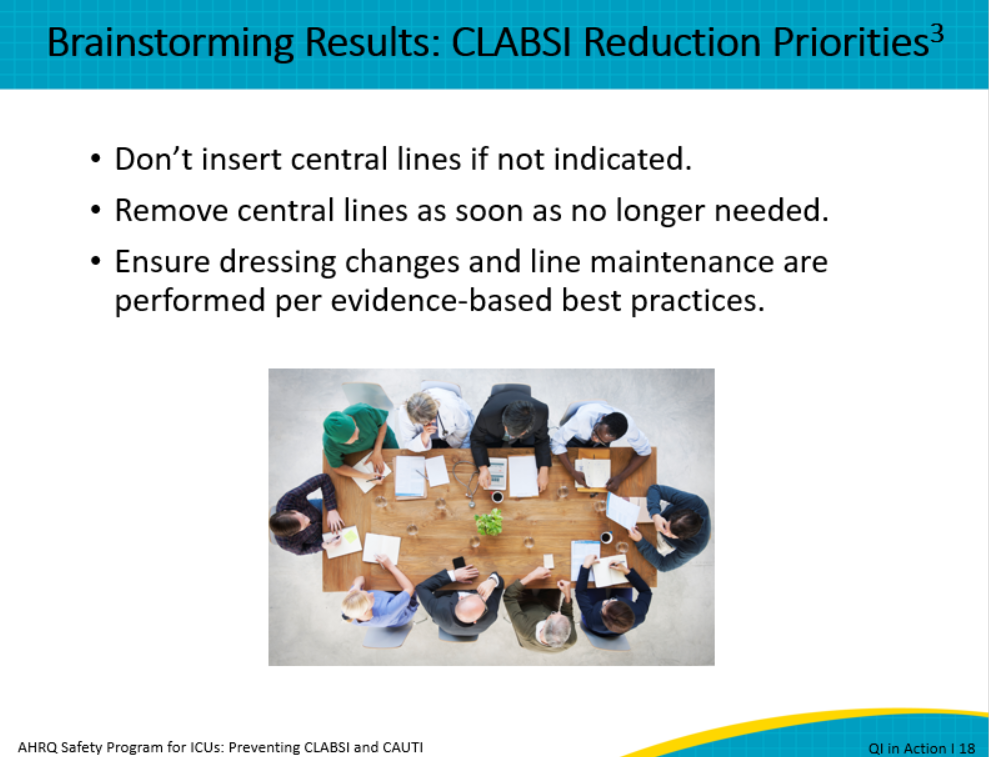 Brainstorming Results: CLABSI Reduction Priorities³
• Don’t insert central lines if not indicated.
• Remove central lines as soon as no longer needed.
• Ensure dressing changes and line maintenance are
performed per evidence-based best practices.
AHRQ Safety Program for ICUs: Preventing CLABSI and CAUTI
QI in Action I 18